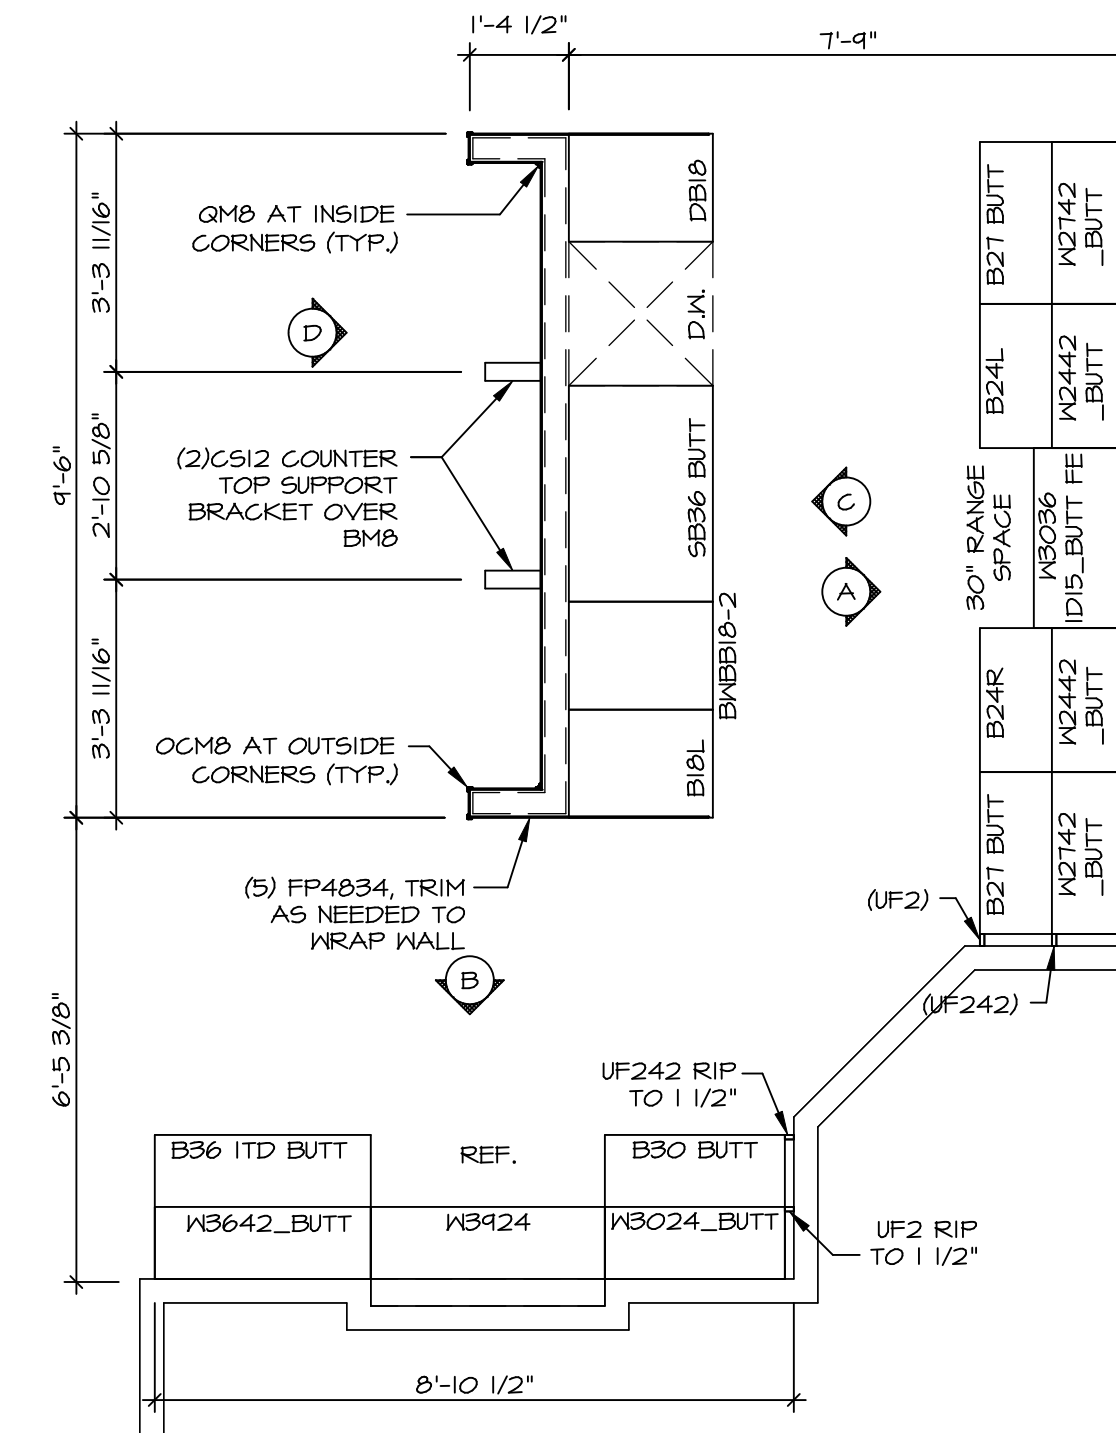 1'-4 1/2"
7'-9"
QM8 AT INSIDE
CORNERS (TYP.)
3'-3 11/16"
D
DB18
D.W.
B27 BUTT
W2742
_BUTT
B24L
W2442
_BUTT
9'-6"
2'-10 5/8"
(2)CS12 COUNTER
TOP SUPPORT
BRACKET OVER
BM8
SB36 BUTT
C
A
30" RANGE
SPACE
W3036
1D15_BUTT FE
3'-3 11/16"
OCM8 AT OUTSIDE
CORNERS (TYP.)
BWBB18-2
B18L
B24R
W2442
_BUTT
B27 BUTT
W2742
_BUTT
(5) FP4834, TRIM
AS NEEDED TO
WRAP WALL
(UF2)
B
(UF242)
6'-5 3/8"
UF242 RIP
TO 1 1/2"
B36 1TD BUTT
REF.
B30 BUTT
W3642_BUTT
W3924
W3024_BUTT
UF2 RIP
TO 1 1/2"
8'-10 1/2"